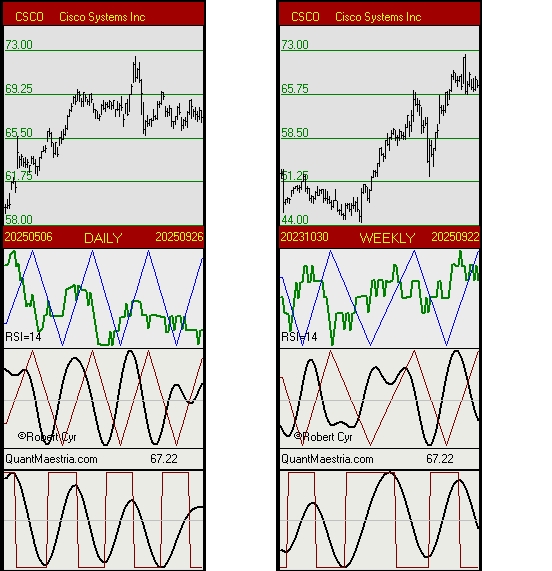 CSCO Cisco Systems Inc
73.00
69.25
65.50
61.75
58.00
20250506 DAILY 20250926
RSI=14
©Robert Cyr
QuantMaestria.com 67.22
CSCO Cisco Systems Inc
73.00
65.75
58.50
51.25
44.00
20231030 WEEKLY 20250922
RSI=14
©Robert Cyr
QuantMaestria.com 67.22